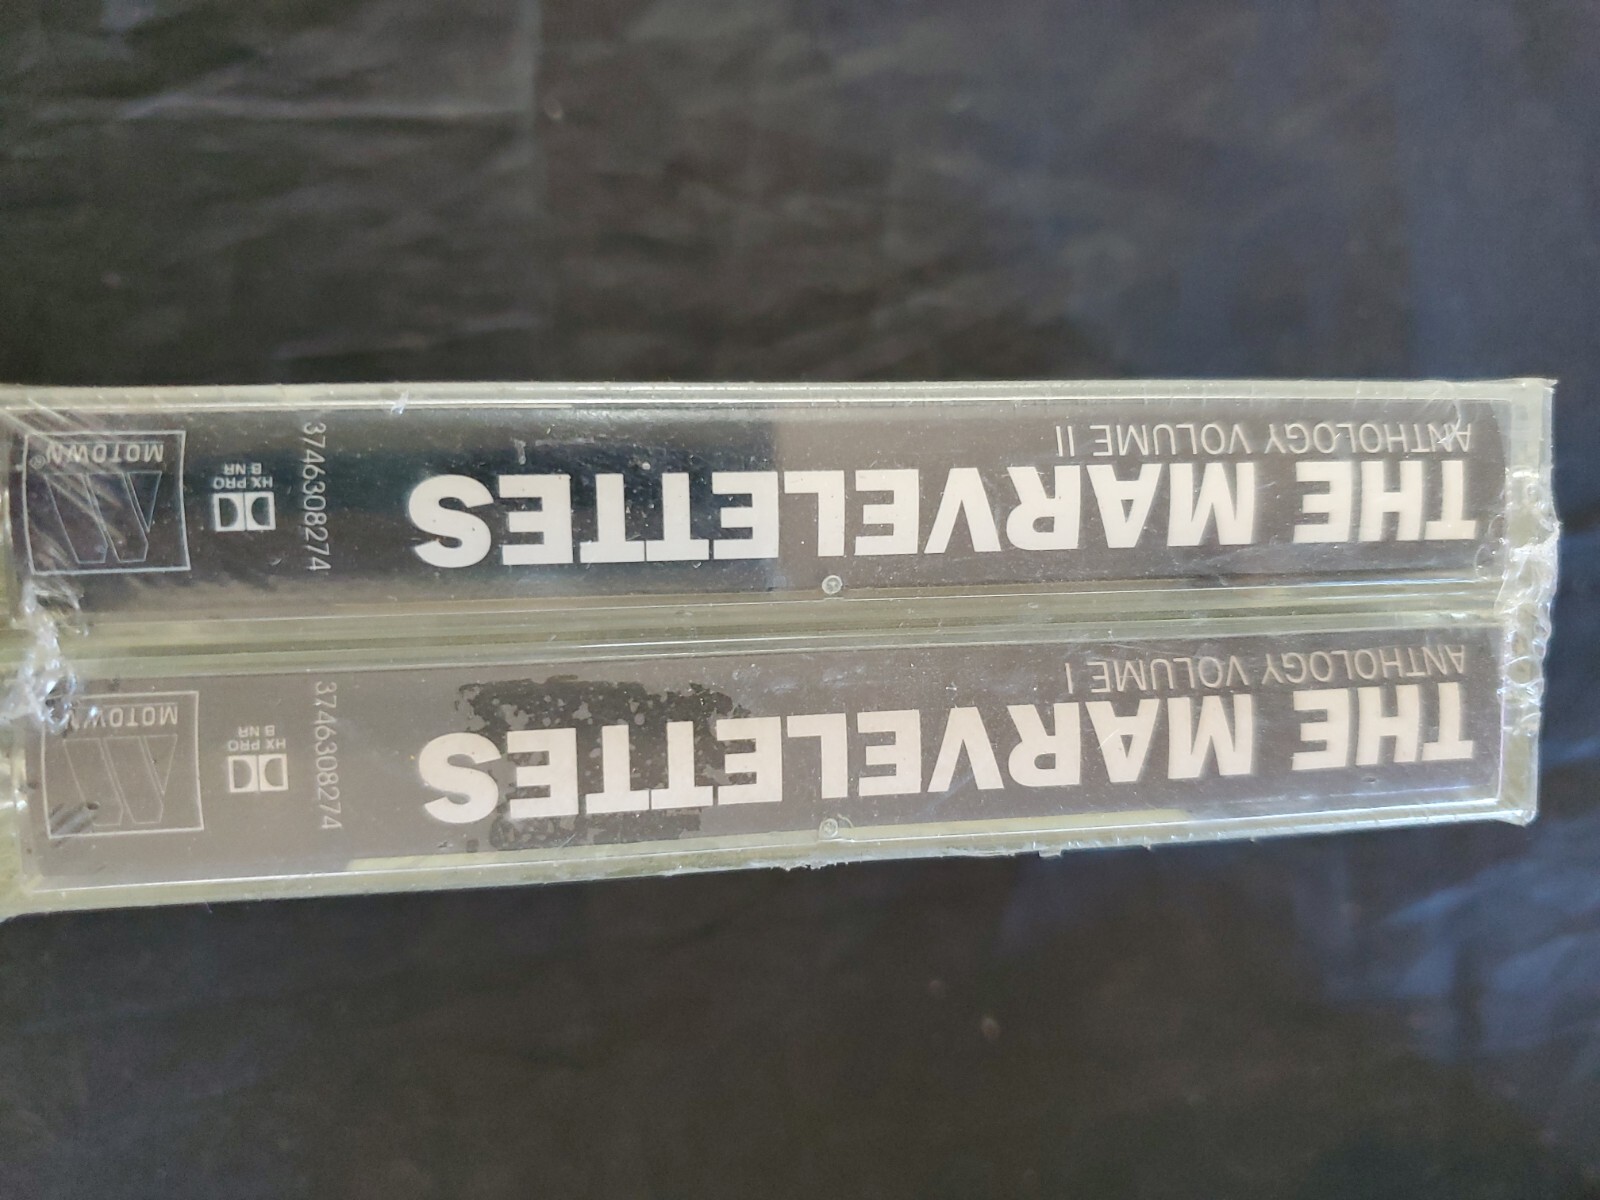 THE MARVELETTES
ANTHOLOGY VOLUME I
3746308274
HX PRO
B NR
MOTOWN
THE MARVELETTES
ANTHOLOGY VOLUME II
3746308274
HX PRO
B NR
MOTOWN®